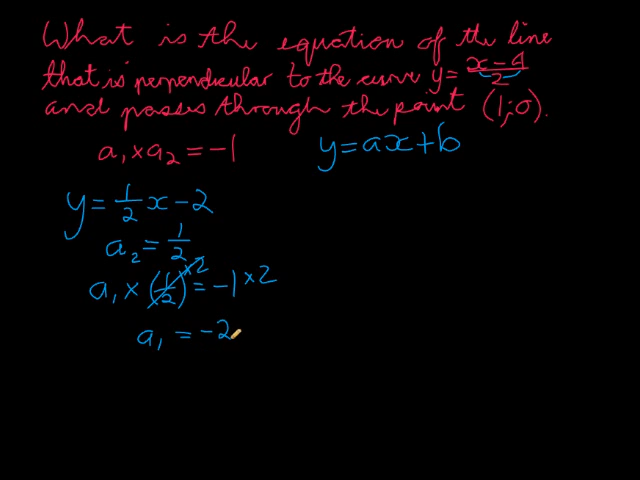 What is the equation of the line
that is perpendicular to the curve y = (x-4)/2
and passes through the point (1;0).
a₁ × a₂ = -1
y = ax + b
y = 1/2 x - 2
a₂ = 1/2
a₁ × (1/2)×2 = -1 ×2
a₁ = -2